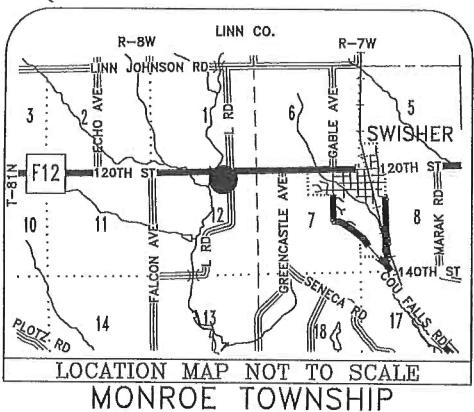 LINN CO.
R-8W
R-7W
LINN JOHNSON RD
3
2
ECHO AVE
1
L RD
6
GABLE AVE
5
SWISHER
T-81N
F12
120TH ST
120TH ST
10
11
FALCON AVE
12
L RD
GREENCASTLE AVE
7
8
MARAK RD
140TH ST
PLOTZ RD
14
13
SENECA RD
18
COU FALLS RD
17
LOCATION MAP NOT TO SCALE
MONROE TOWNSHIP